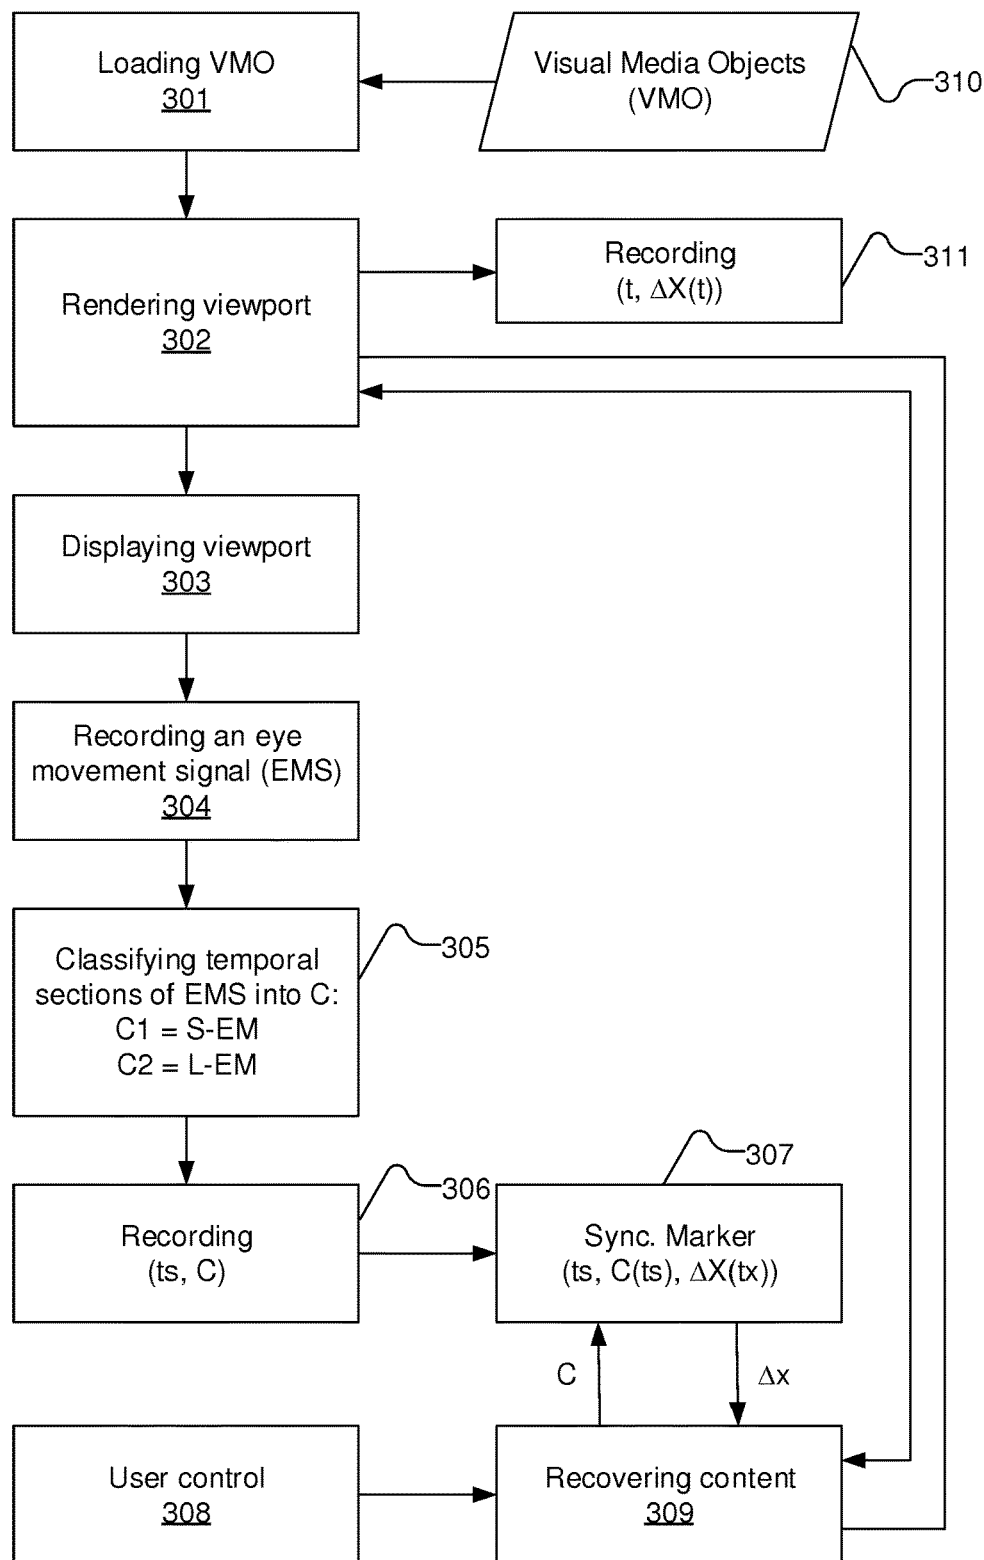 Loading VMO
301
Visual Media Objects
(VMO)
310
Rendering viewport
302
Recording
(t, ΔX(t))
311
Displaying viewport
303
Recording an eye
movement signal (EMS)
304
Classifying temporal
sections of EMS into C:
C1 = S-EM
C2 = L-EM
305
Recording
(ts, C)
306
Sync. Marker
(ts, C(ts), ΔX(tx))
307
C
Δx
User control
308
Recovering content
309